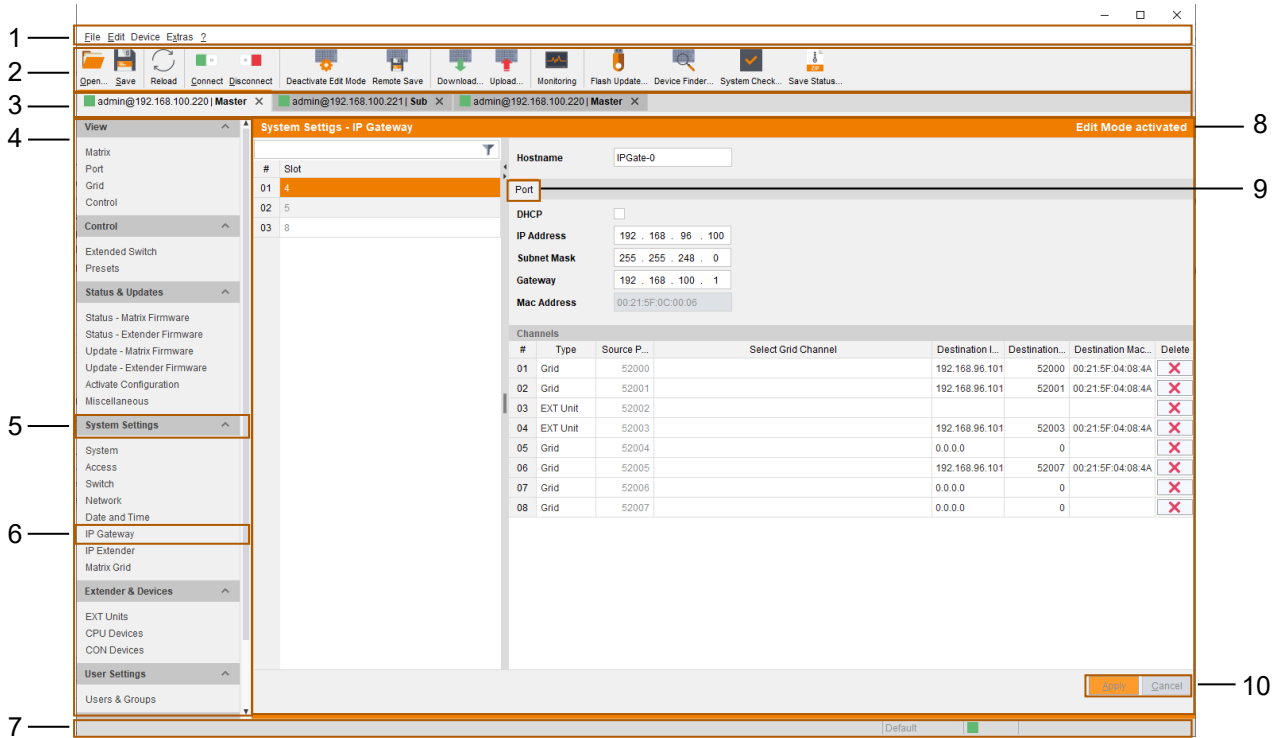 1
File Edit Device Extras ?
2
Open... Save Reload Connect Disconnect Deactivate Edit Mode Remote Save Download... Upload... Monitoring Flash Update... Device Finder... System Check... Save Status...
ZIP
3
admin@192.168.100.220| Master admin@192.168.100.221| Sub admin@192.168.100.220| Master
4
View
Matrix
Port
Grid
Control
Control
Extended Switch
Presets
Status & Updates
Status - Matrix Firmware
Status - Extender Firmware
Update - Matrix Firmware
Update - Extender Firmware
Activate Configuration
Miscellaneous
5
System Settings
System
Access
Switch
Network
Date and Time
6
IP Gateway
IP Extender
Matrix Grid
Extender & Devices
EXT Units
CPU Devices
CON Devices
User Settings
Users & Groups
System Settigs - IP Gateway Edit Mode activated
8
# Slot
01 4
02 5
03 8
Hostname IPGate-0
Port
9
DHCP
IP Address 192 . 168 . 96 . 100
Subnet Mask 255 . 255 . 248 . 0
Gateway 192 . 168 . 100 . 1
Mac Address 00:21:5F:0C:00:06
Channels
# Type Source P... Select Grid Channel Destination I... Destination... Destination Mac... Delete
01 Grid 52000 192.168.96.101 52000 00:21:5F:04:08:4A
02 Grid 52001 192.168.96.101 52001 00:21:5F:04:08:4A
03 EXT Unit 52002
04 EXT Unit 52003 192.168.96.101 52003 00:21:5F:04:08:4A
05 Grid 52004 0.0.0.0 0
06 Grid 52005 192.168.96.101 52007 00:21:5F:04:08:4A
07 Grid 52006 0.0.0.0 0
08 Grid 52007 0.0.0.0 0
Apply Cancel
10
7
Default